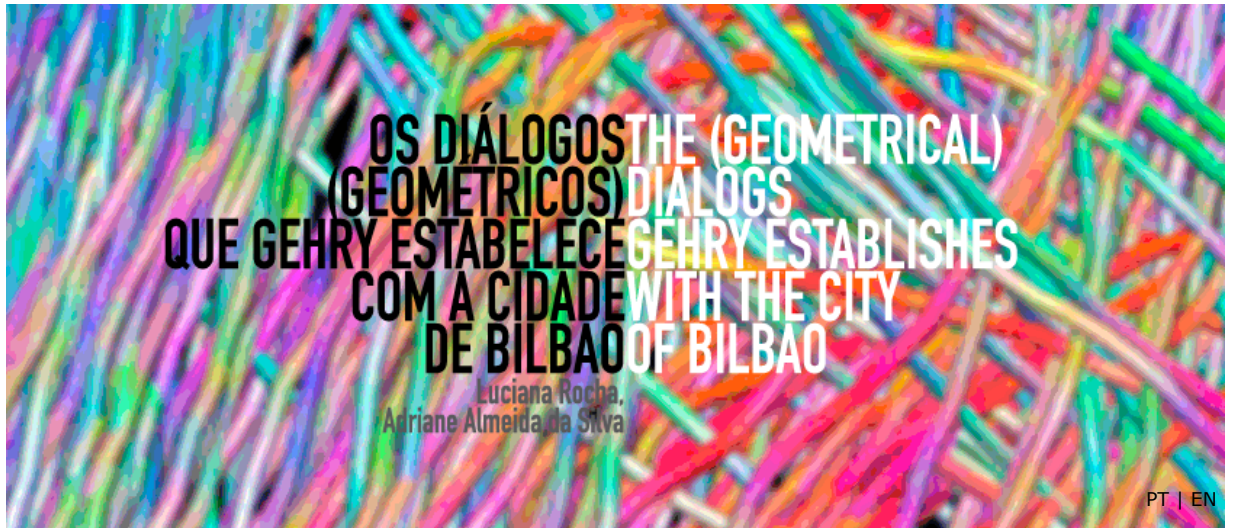 OS DIÁLOGOS
(GEOMÉTRICOS)
QUE GEHRY ESTABELECE
COM A CIDADE
DE BILBAO
THE (GEOMETRICAL)
DIALOGS
GEHRY ESTABLISHES
WITH THE CITY
OF BILBAO
Luciana Rocha,
Adriane Almeida da Silva
PT | EN